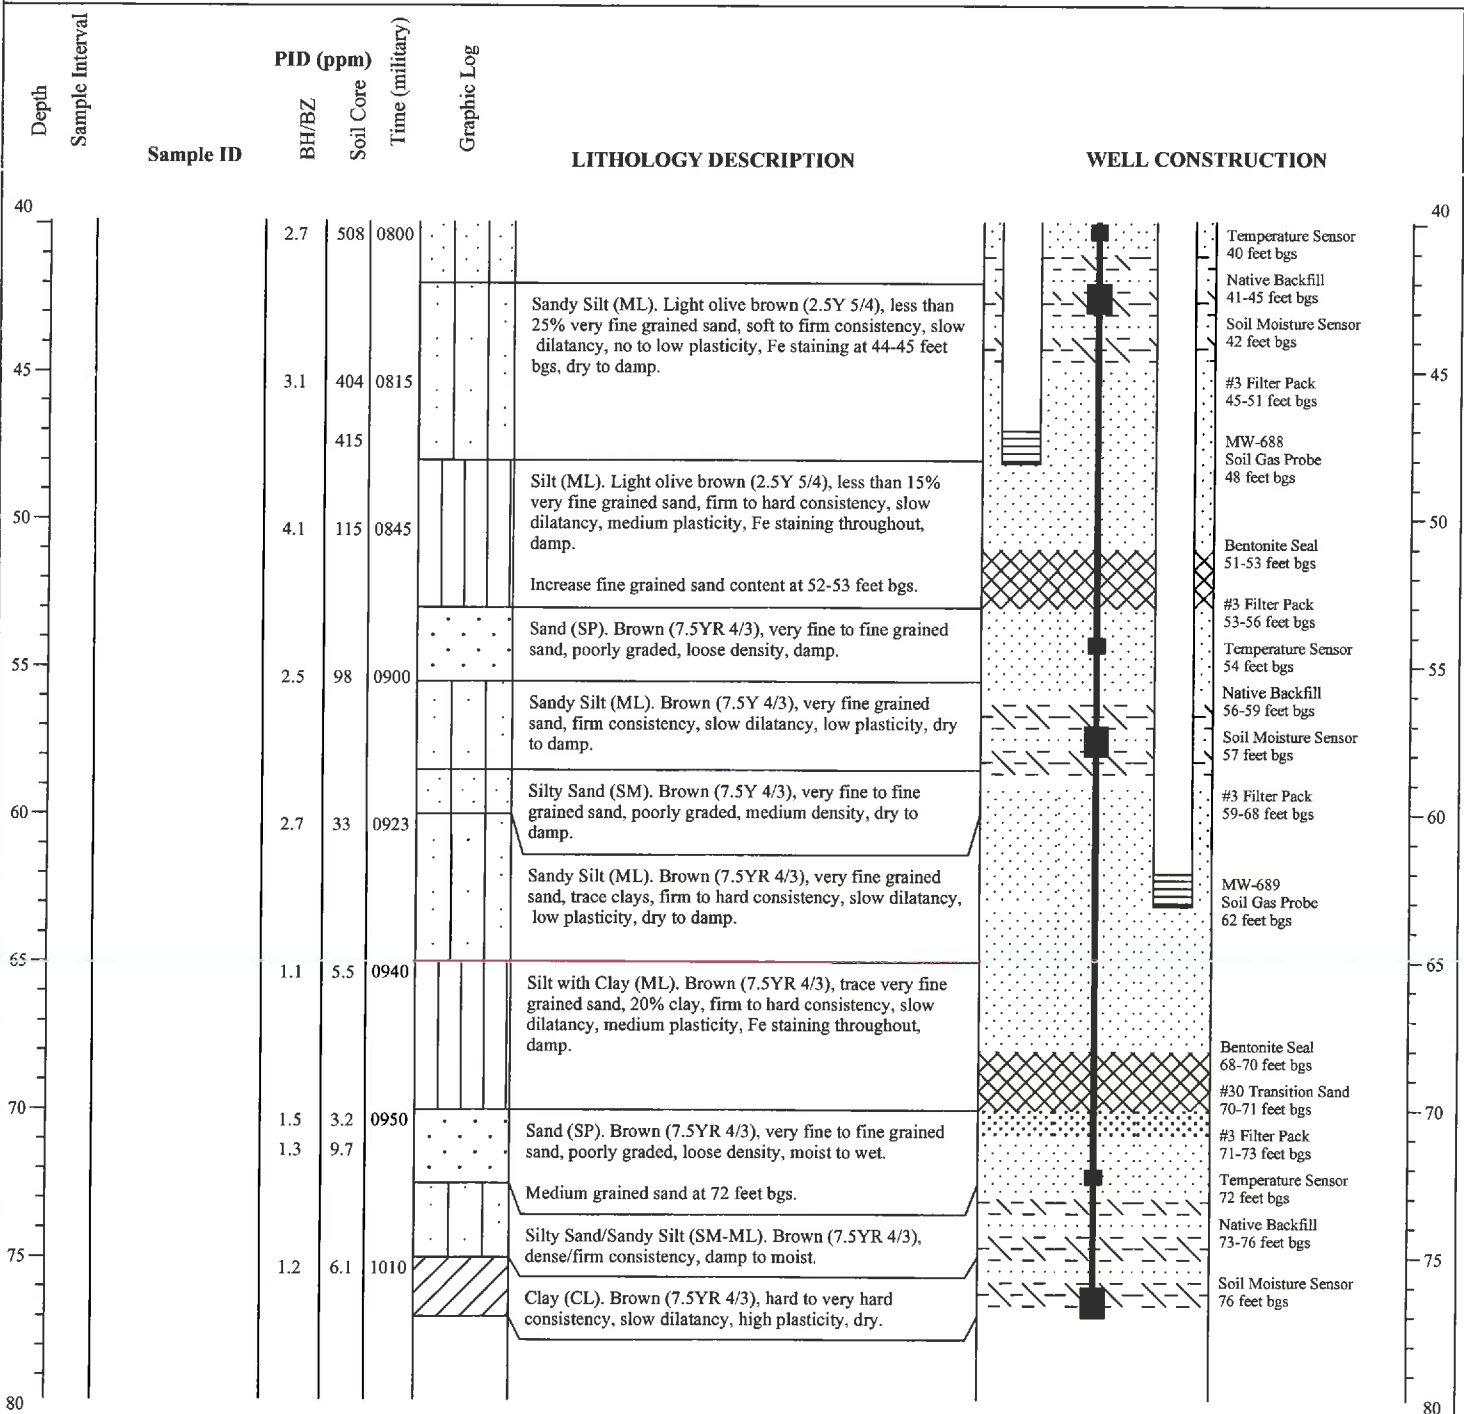 Depth
Sample Interval
Sample ID
PID (ppm)
BH/BZ
Soil Core
Time (military)
Graphic Log
LITHOLOGY DESCRIPTION
WELL CONSTRUCTION
40
2.7 508 0800
45
3.1 404 0815
415
50
4.1 115 0845
55
2.5 98 0900
60
2.7 33 0923
65
1.1 5.5 0940
70
1.5 3.2 0950
1.3 9.7
75
1.2 6.1 1010
80
Sandy Silt (ML). Light olive brown (2.5Y 5/4), less than
25% very fine grained sand, soft to firm consistency, slow
dilatancy, no to low plasticity, Fe staining at 44-45 feet
bgs, dry to damp.
Silt (ML). Light olive brown (2.5Y 5/4), less than 15%
very fine grained sand, firm to hard consistency, slow
dilatancy, medium plasticity, Fe staining throughout,
damp.
Increase fine grained sand content at 52-53 feet bgs.
Sand (SP). Brown (7.5YR 4/3), very fine to fine grained
sand, poorly graded, loose density, damp.
Sandy Silt (ML). Brown (7.5Y 4/3), very fine grained
sand, firm consistency, slow dilatancy, low plasticity, dry
to damp.
Silty Sand (SM). Brown (7.5Y 4/3), very fine to fine
grained sand, poorly graded, medium density, dry to
damp.
Sandy Silt (ML). Brown (7.5YR 4/3), very fine grained
sand, trace clays, firm to hard consistency, slow dilatancy,
low plasticity, dry to damp.
Silt with Clay (ML). Brown (7.5YR 4/3), trace very fine
grained sand, 20% clay, firm to hard consistency, slow
dilatancy, medium plasticity, Fe staining throughout,
damp.
Sand (SP). Brown (7.5YR 4/3), very fine to fine grained
sand, poorly graded, loose density, moist to wet.
Medium grained sand at 72 feet bgs.
Silty Sand/Sandy Silt (SM-ML). Brown (7.5YR 4/3),
dense/firm consistency, damp to moist.
Clay (CL). Brown (7.5YR 4/3), hard to very hard
consistency, slow dilatancy, high plasticity, dry.
Temperature Sensor
40 feet bgs
Native Backfill
41-45 feet bgs
Soil Moisture Sensor
42 feet bgs
#3 Filter Pack
45-51 feet bgs
MW-688
Soil Gas Probe
48 feet bgs
Bentonite Seal
51-53 feet bgs
#3 Filter Pack
53-56 feet bgs
Temperature Sensor
54 feet bgs
Native Backfill
56-59 feet bgs
Soil Moisture Sensor
57 feet bgs
#3 Filter Pack
59-68 feet bgs
MW-689
Soil Gas Probe
62 feet bgs
Bentonite Seal
68-70 feet bgs
#30 Transition Sand
70-71 feet bgs
#3 Filter Pack
71-73 feet bgs
Temperature Sensor
72 feet bgs
Native Backfill
73-76 feet bgs
Soil Moisture Sensor
76 feet bgs
40
45
50
55
60
65
70
75
80